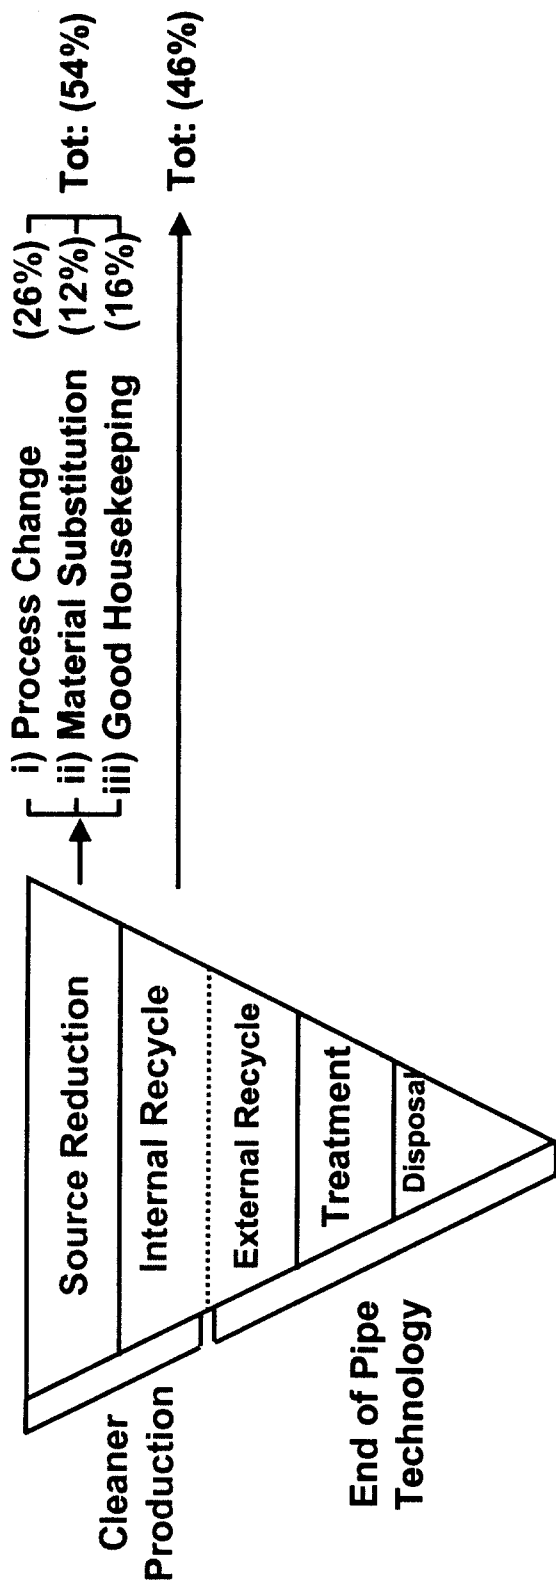 i) Process Change (26%)
ii) Material Substitution (12%) Tot: (54%)
iii) Good Housekeeping (16%)
Tot: (46%)
Source Reduction
Internal Recycle
External Recycle
Treatment
Disposal
Cleaner
Production
End of Pipe
Technology